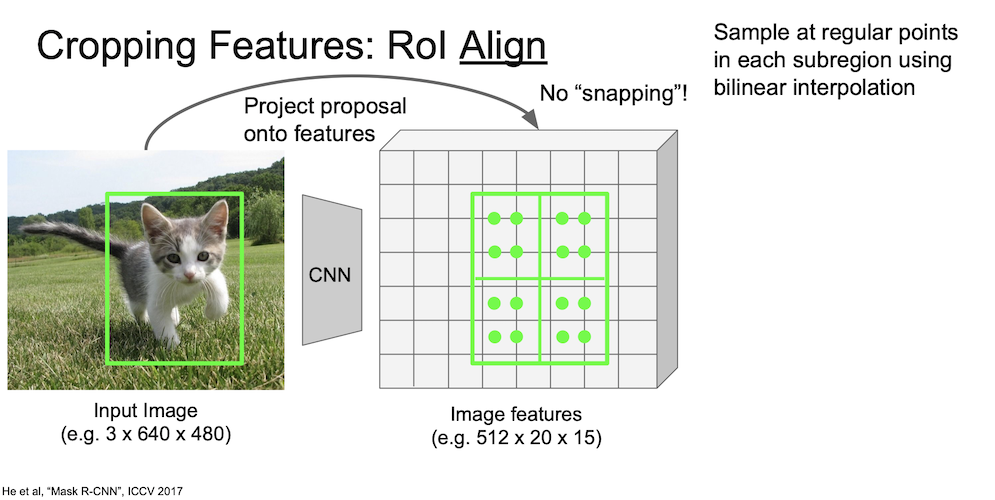 Cropping Features: RoI Align
Sample at regular points
in each subregion using
bilinear interpolation
Project proposal
onto features
No “snapping”!
CNN
Input Image
(e.g. 3 x 640 x 480)
Image features
(e.g. 512 x 20 x 15)
He et al, “Mask R-CNN”, ICCV 2017